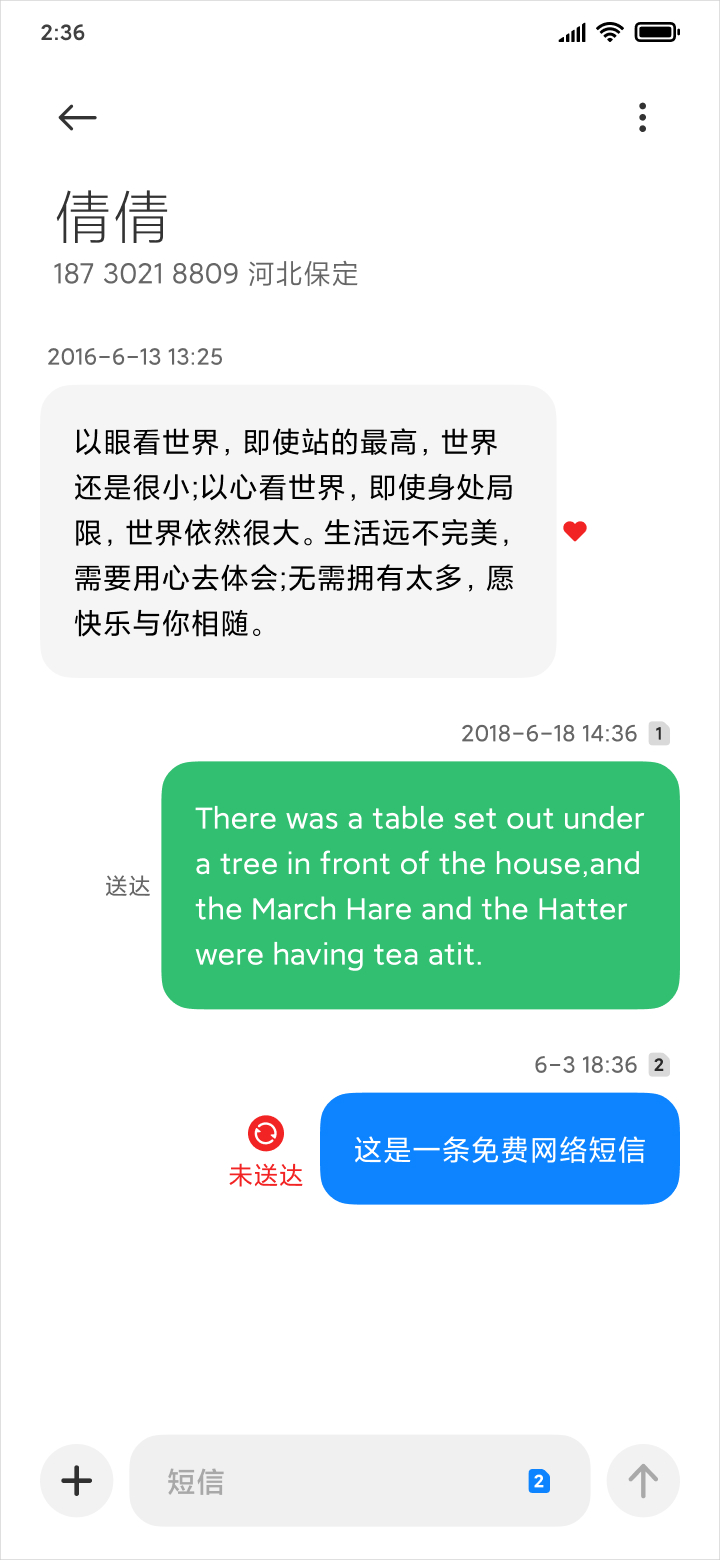 2:36
倩倩
187 3021 8809 河北保定
2016-6-13 13:25
以眼看世界, 即使站的最高, 世界
还是很小;以心看世界, 即使身处局
限, 世界依然很大。生活远不完美,
需要用心去体会;无需拥有太多, 愿
快乐与你相随。
2018-6-18 14:36 1
There was a table set out under
a tree in front of the house,and
the March Hare and the Hatter
were having tea atit.
送达
6-3 18:36 2
这是一条免费网络短信
未送达
短信 2